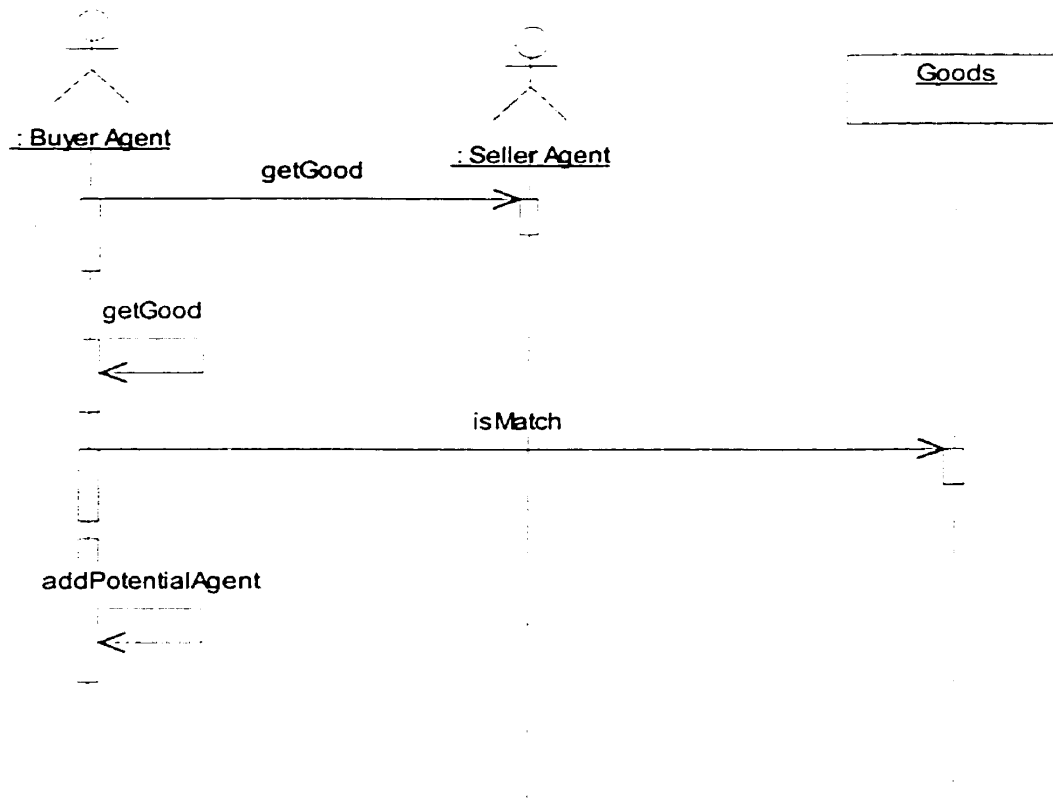 Goods
: Buyer Agent
: Seller Agent
getGood
getGood
isMatch
addPotentialAgent